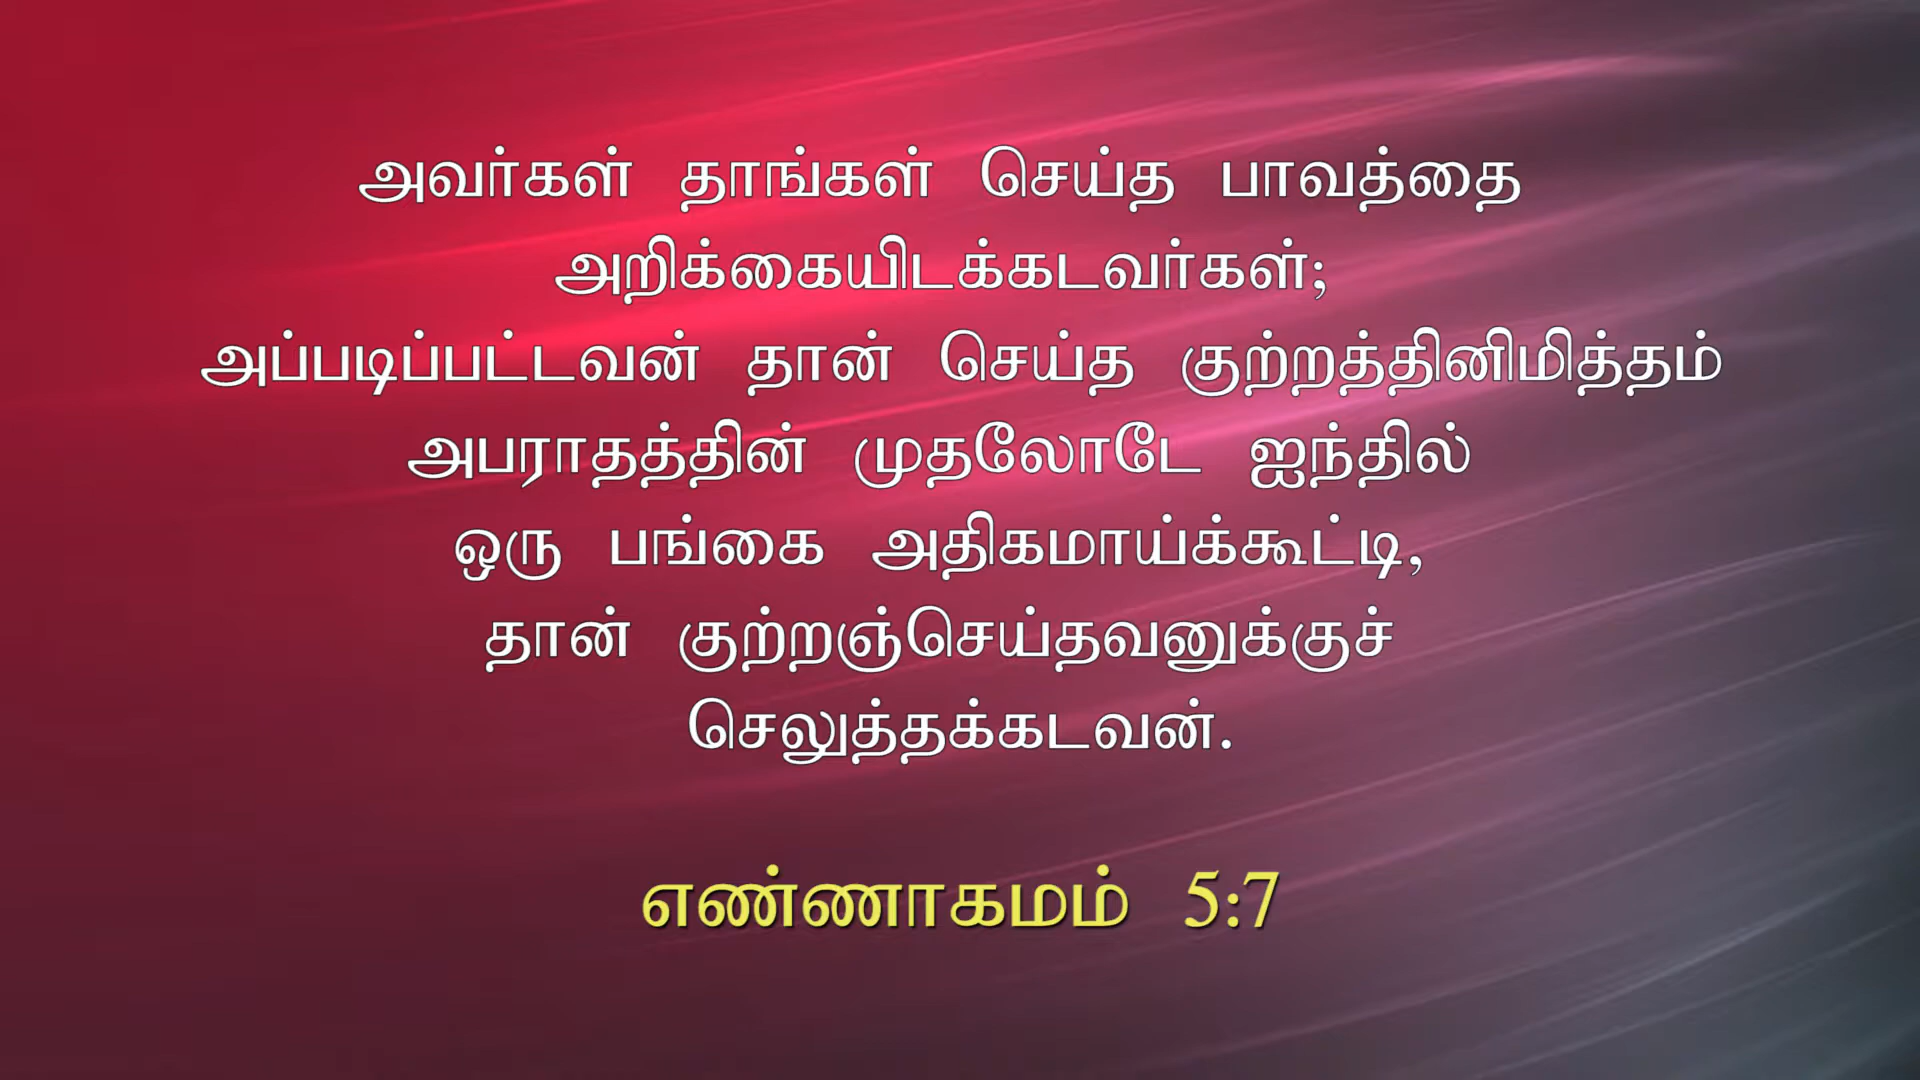 அவர்கள் தாங்கள் செய்த பாவத்தை
அறிக்கையிடக்கடவர்கள்;
அப்படிப்பட்டவன் தான் செய்த குற்றத்தினிமித்தம்
அபராதத்தின் முதலோடே ஐந்தில்
ஒரு பங்கை அதிகமாய்க்கூட்டி,
தான் குற்றஞ்செய்தவனுக்குச்
செலுத்தக்கடவன்.
எண்ணாகமம் 5:7